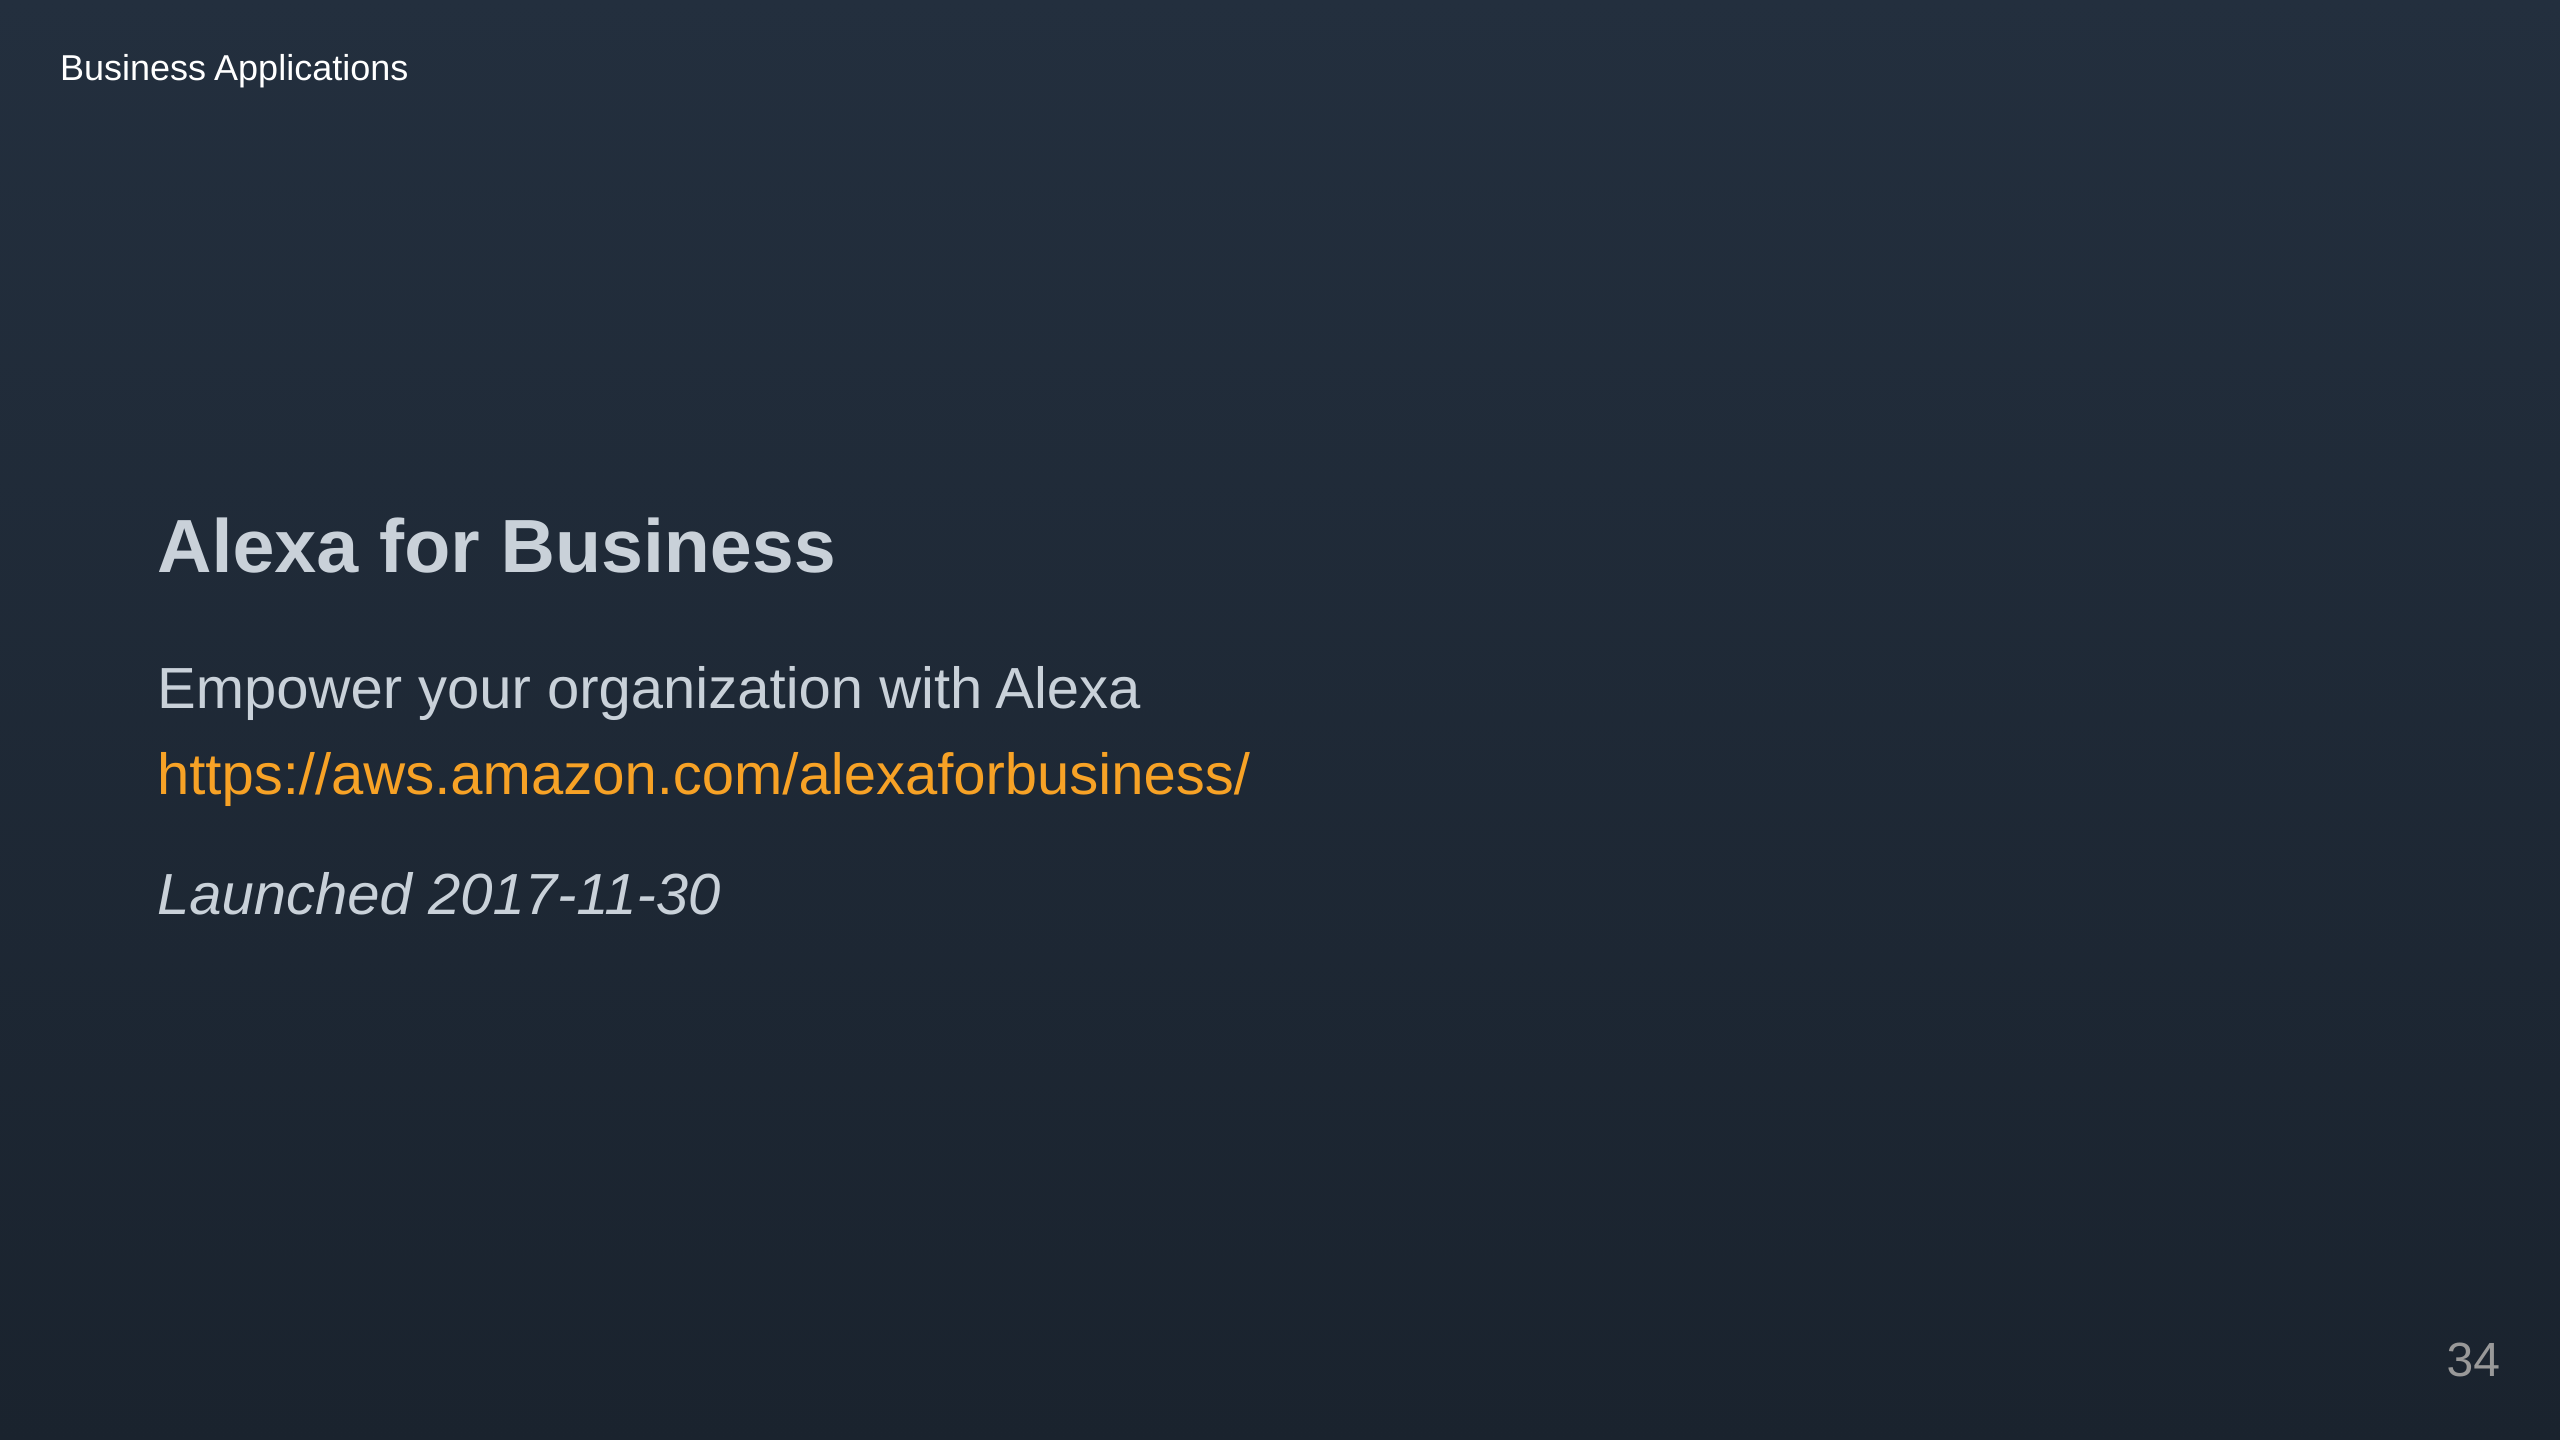 Business Applications
Alexa for Business
Empower your organization with Alexa
https://aws.amazon.com/alexaforbusiness/
Launched 2017-11-30
34